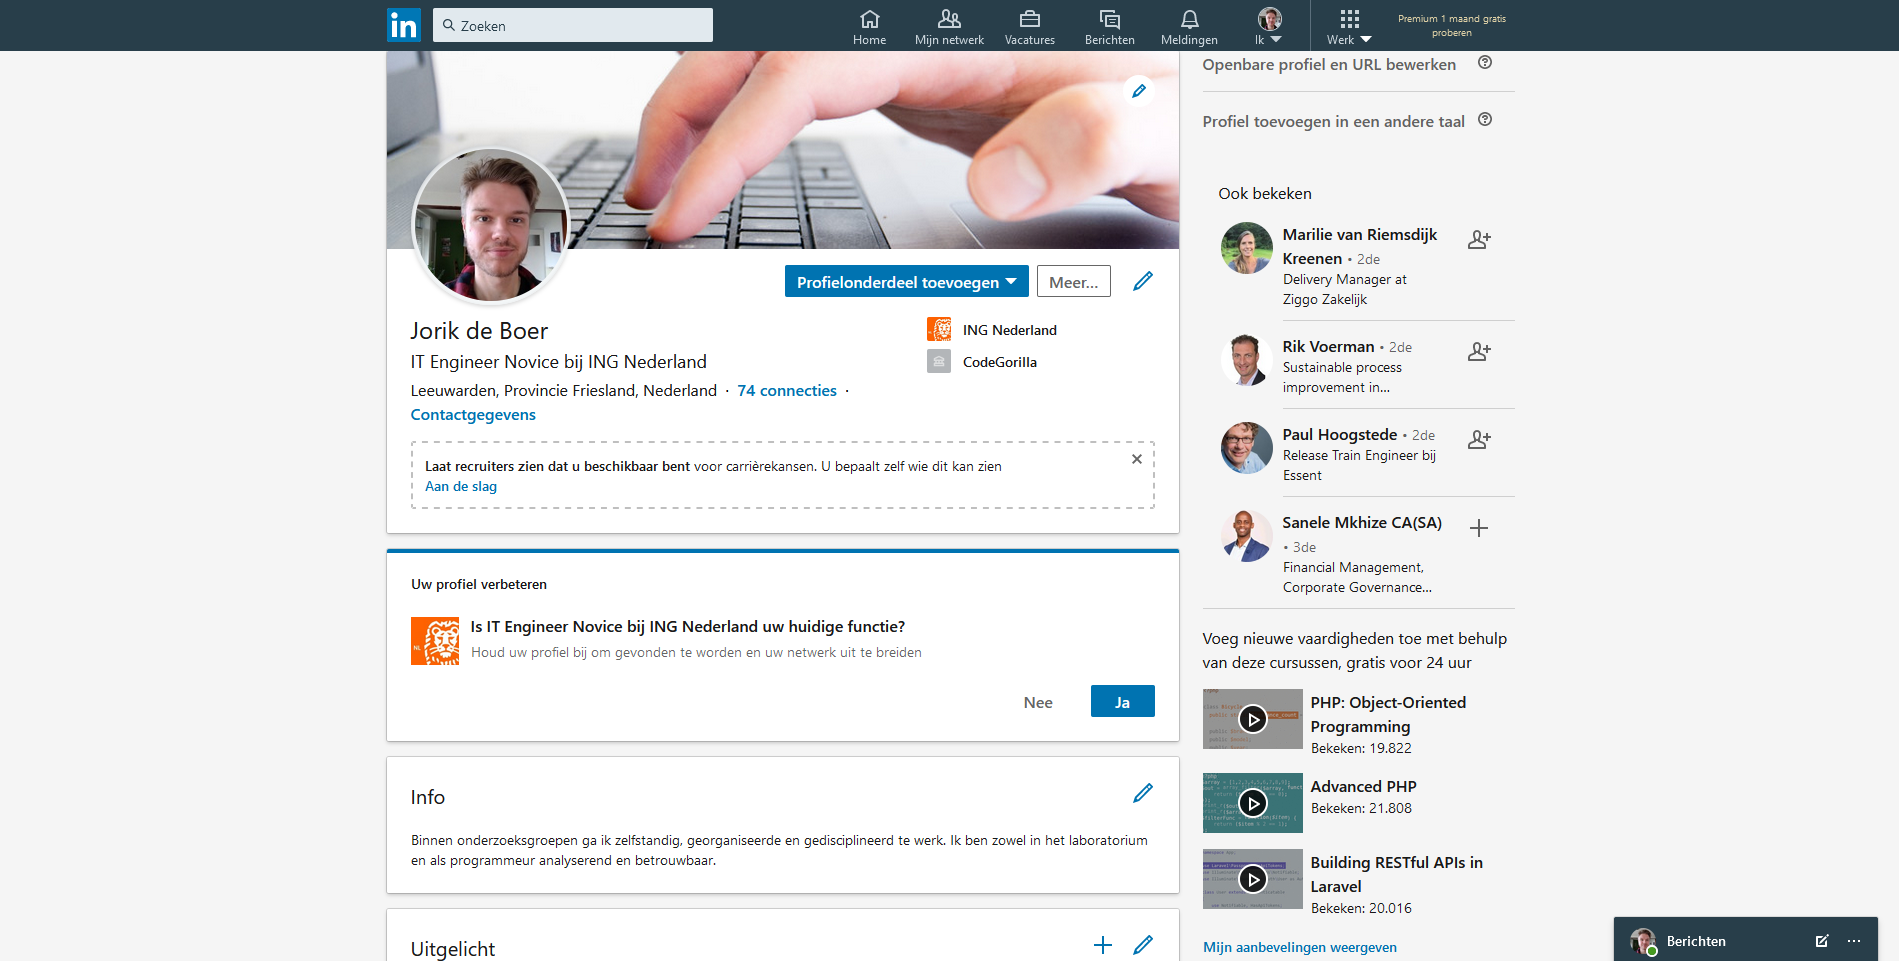 in
Zoeken
Home
Mijn netwerk
Vacatures
Berichten
Meldingen
Ik
Werk
Premium 1 maand gratis
proberen
Profielonderdeel toevoegen
Meer...
Jorik de Boer
IT Engineer Novice bij ING Nederland
Leeuwarden, Provincie Friesland, Nederland · 74 connecties ·
Contactgegevens
ING Nederland
CodeGorilla
Laat recruiters zien dat u beschikbaar bent voor carrièrekansen. U bepaalt zelf wie dit kan zien
Aan de slag
Uw profiel verbeteren
NL
Is IT Engineer Novice bij ING Nederland uw huidige functie?
Houd uw profiel bij om gevonden te worden en uw netwerk uit te breiden
Nee
Ja
Info
Binnen onderzoeksgroepen ga ik zelfstandig, georganiseerde en gedisciplineerd te werk. Ik ben zowel in het laboratorium
en als programmeur analyserend en betrouwbaar.
Uitgelicht
Openbare profiel en URL bewerken
Profiel toevoegen in een andere taal
Ook bekeken
Marilie van Riemsdijk
Kreenen • 2de
Delivery Manager at
Ziggo Zakelijk
Rik Voerman • 2de
Sustainable process
improvement in...
Paul Hoogstede • 2de
Release Train Engineer bij
Essent
Sanele Mkhize CA(SA)
• 3de
Financial Management,
Corporate Governance...
Voeg nieuwe vaardigheden toe met behulp
van deze cursussen, gratis voor 24 uur
PHP: Object-Oriented
Programming
Bekeken: 19.822
Advanced PHP
Bekeken: 21.808
Building RESTful APIs in
Laravel
Bekeken: 20.016
Mijn aanbevelingen weergeven
Berichten